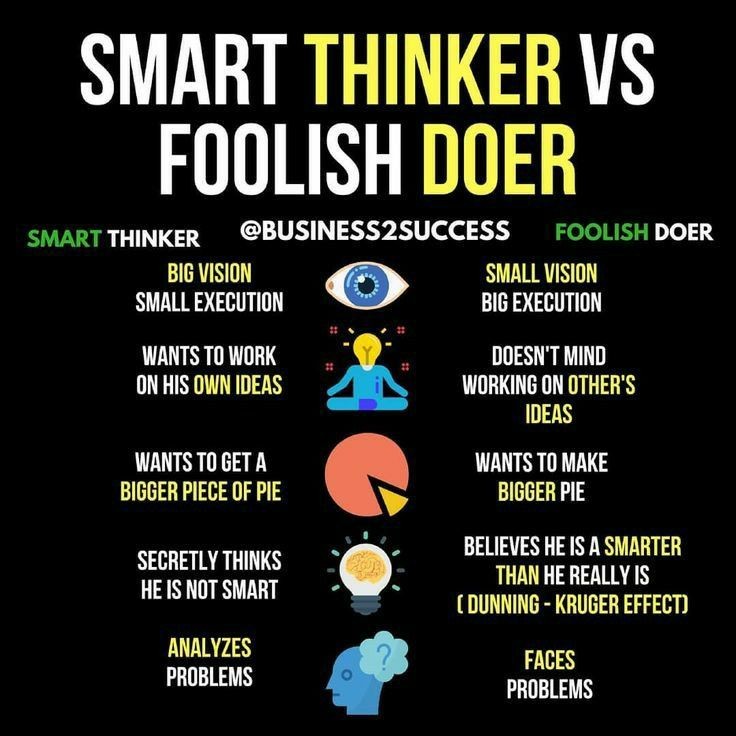 SMART THINKER VS
FOOLISH DOER
@BUSINESS2SUCCESS
SMART THINKER
FOOLISH DOER
BIG VISION
SMALL EXECUTION
SMALL VISION
BIG EXECUTION
WANTS TO WORK
ON HIS OWN IDEAS
DOESN'T MIND
WORKING ON OTHER'S
IDEAS
WANTS TO GET A
BIGGER PIECE OF PIE
WANTS TO MAKE
BIGGER PIE
SECRETLY THINKS
HE IS NOT SMART
BELIEVES HE IS A SMARTER
THAN HE REALLY IS
( DUNNING - KRUGER EFFECT)
ANALYZES
PROBLEMS
?
FACES
PROBLEMS